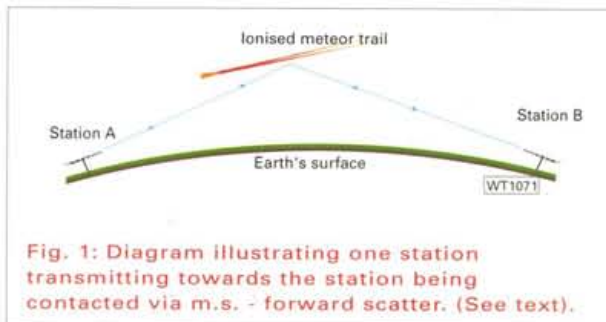 Ionised meteor trail
Station A
Station B
Earth's surface
WT1071
Fig. 1: Diagram illustrating one station
transmitting towards the station being
contacted via m.s. - forward scatter. (See text).